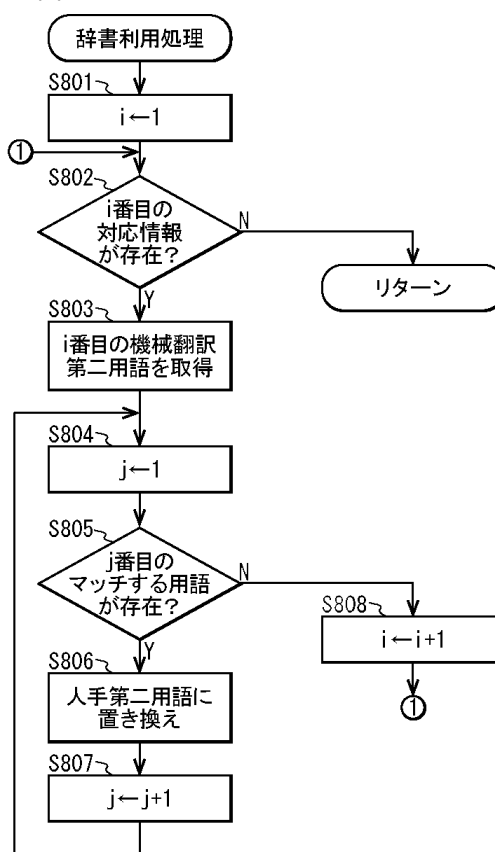 辞書利用処理
S801
i←1
①
S802
i番目の
対応情報
が存在？
N
Y
リターン
S803
i番目の機械翻訳
第二用語を取得
S804
j←1
S805
j番目の
マッチする用語
が存在？
N
Y
S808
i←i+1
①
S806
人手第二用語に
置き換え
S807
j←j+1